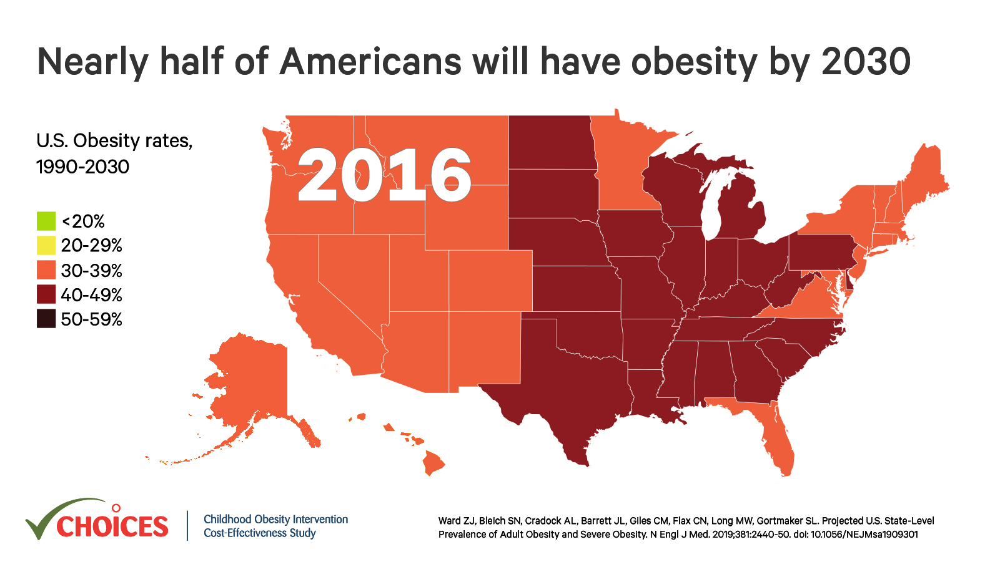 Nearly half of Americans will have obesity by 2030
U.S. Obesity rates,
1990-2030
2016
<20%
20-29%
30-39%
40-49%
50-59%
CHOICES
Childhood Obesity Intervention
Cost-Effectiveness Study
Ward ZJ, Bleich SN, Cradock AL, Barrett JL, Giles CM, Flax CN, Long MW, Gortmaker SL. Projected U.S. State-Level
Prevalence of Adult Obesity and Severe Obesity. N Engl J Med. 2019;381:2440-50. doi: 10.1056/NEJMsa1909301